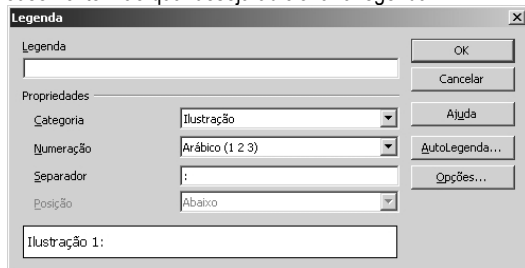 Legenda
Legenda
OK
Cancelar
Propriedades
Categoria
Ilustração
Ajuda
Numeração
Arábico (1 2 3)
AutoLegenda...
Separador
:
Opções...
Posição
Abaixo
Ilustração 1: